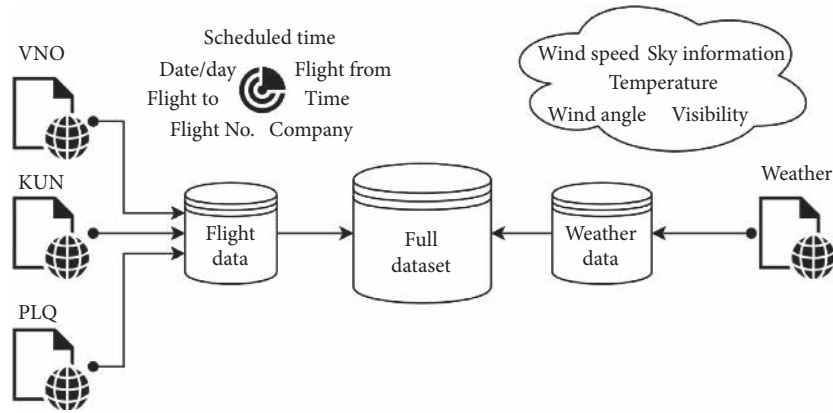 VNO
Scheduled time
Date/day
Flight from
Flight to
Time
Flight No.
Company
Wind speed
Sky information
Temperature
Wind angle
Visibility
KUN
Flight
data
Full
dataset
Weather
data
Weather
PLQ